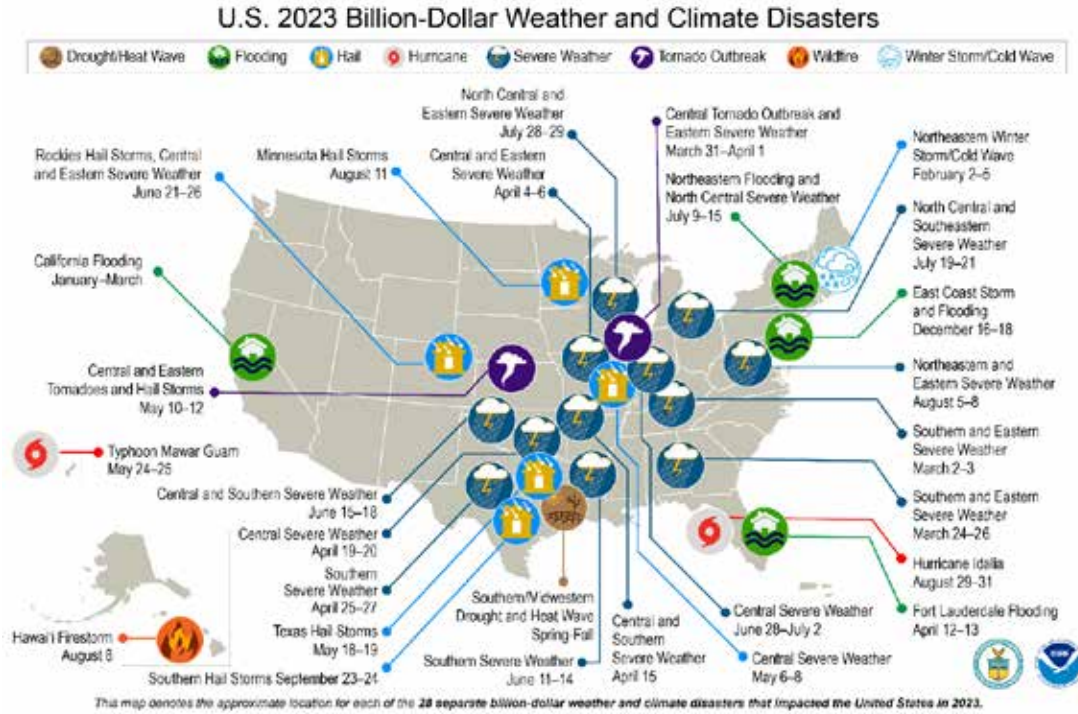 U.S. 2023 Billion-Dollar Weather and Climate Disasters
Drought/Heat Wave
Flooding
Hail
Hurricane
Severe Weather
Tornado Outbreak
Wildfire
Winter Storm/Cold Wave
North Central and
Eastern Severe Weather
July 28–29
Central Tornado Outbreak and
Eastern Severe Weather
March 31–April 1
Northeastern Winter
Storm/Cold Wave
February 2–5
Rockies Hail Storms, Central
and Eastern Severe Weather
June 21–26
Minnesota Hail Storms
August 11
Central and Eastern
Severe Weather
April 4–6
Northeastern Flooding and
North Central Severe Weather
July 9–15
North Central and
Southeastern
Severe Weather
July 19–21
California Flooding
January–March
East Coast Storm
and Flooding
December 16–18
Central and Eastern
Tornadoes and Hail Storms
May 10–12
Northeastern and
Eastern Severe Weather
August 5–8
Typhoon Mawar Guam
May 24–25
Southern and Eastern
Severe Weather
March 2–3
Central and Southern Severe Weather
June 15–18
Southern and Eastern
Severe Weather
March 24–26
Central Severe Weather
April 19–20
Southern
Severe Weather
April 25–27
Hurricane Idalia
August 29–31
Texas Hail Storms
May 18–19
Southern/Midwestern
Drought and Heat Wave
Spring-Fall
Central and
Southern
Severe Weather
April 15
Central Severe Weather
June 28–July 2
Fort Lauderdale Flooding
April 12–13
Hawai'i Firestorm
August 8
Southern Hail Storms September 23–24
Southern Severe Weather
June 11–14
Central Severe Weather
May 6–8
This map denotes the approximate location for each of the 28 separate billion-dollar weather and climate disasters that impacted the United States in 2023.